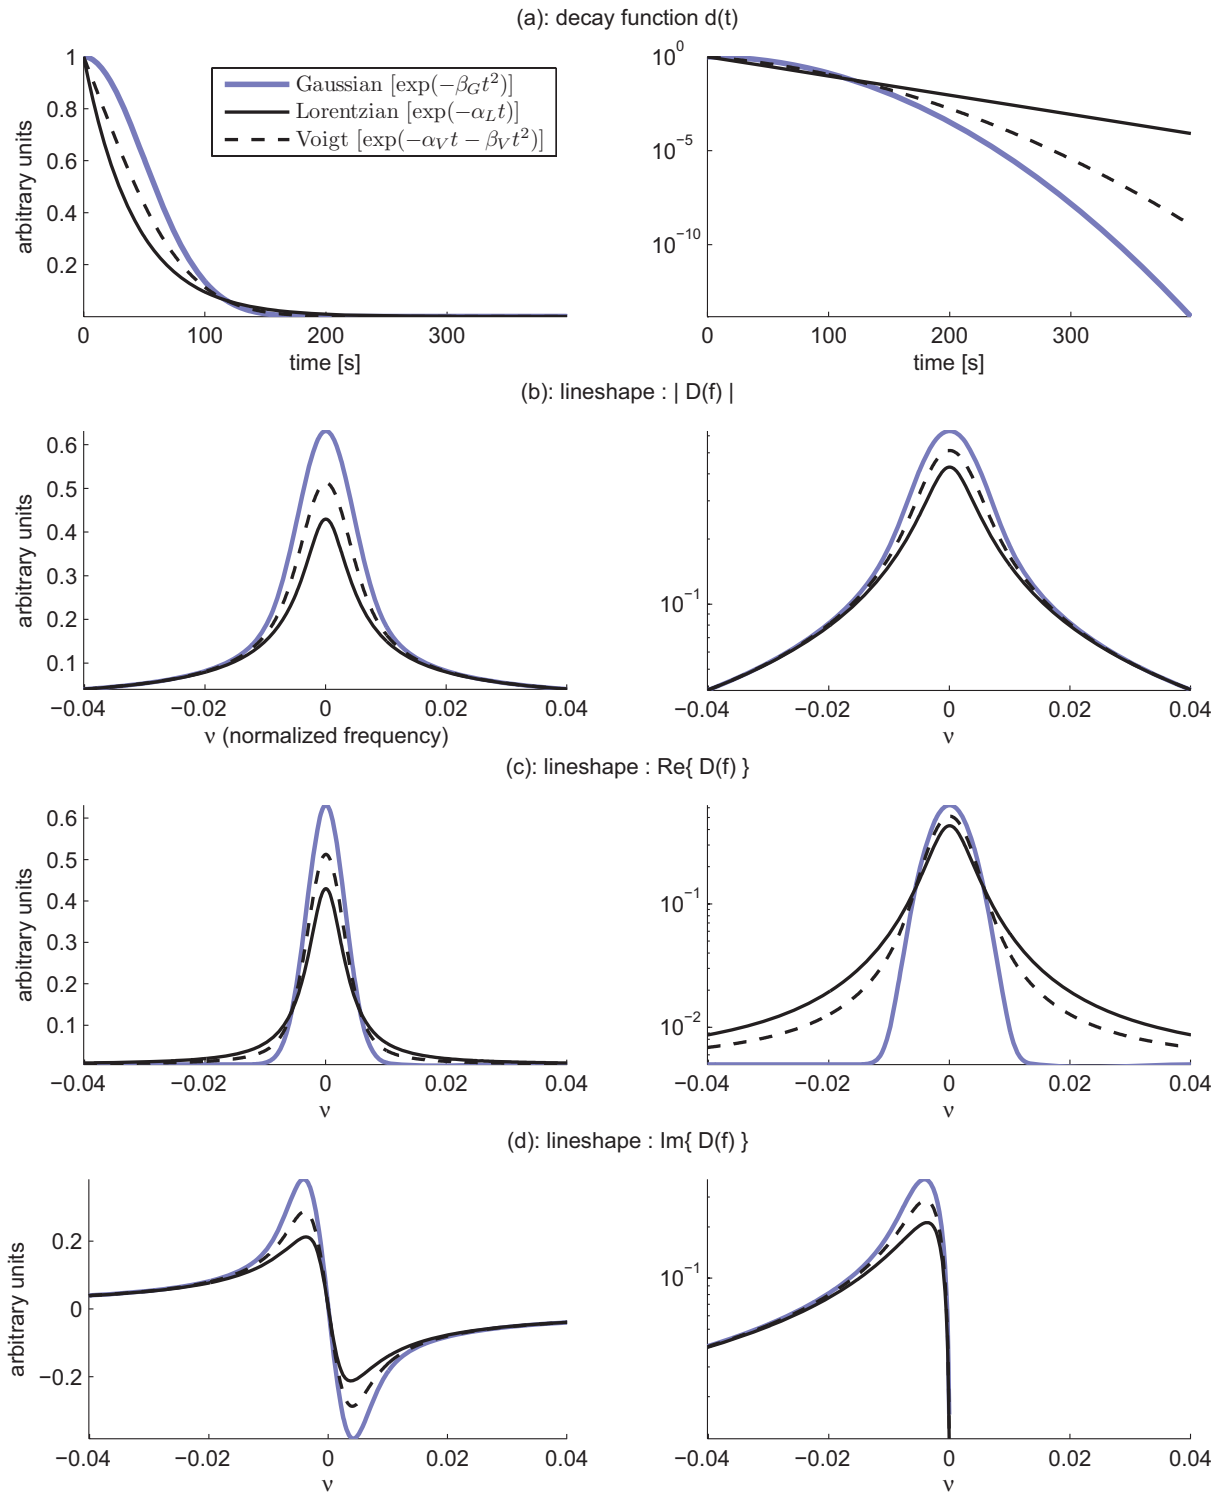 (a): decay function d(t)
arbitrary units
1
0.8
0.6
0.4
0.2
0 100 200 300
time [s]
Gaussian [exp(−β_G t²)]
Lorentzian [exp(−α_L t)]
Voigt [exp(−α_V t − β_V t²)]
10⁰
10⁻⁵
10⁻¹⁰
0 100 200 300
time [s]
(b): lineshape : | D(f) |
arbitrary units
0.6
0.5
0.4
0.3
0.2
0.1
−0.04 −0.02 0 0.02 0.04
ν (normalized frequency)
10⁻¹
−0.04 −0.02 0 0.02 0.04
ν
(c): lineshape : Re{ D(f) }
arbitrary units
0.6
0.5
0.4
0.3
0.2
0.1
−0.04 −0.02 0 0.02 0.04
ν
10⁻¹
10⁻²
−0.04 −0.02 0 0.02 0.04
ν
(d): lineshape : Im{ D(f) }
arbitrary units
0.2
0
−0.2
−0.04 −0.02 0 0.02 0.04
ν
10⁻¹
−0.04 −0.02 0 0.02 0.04
ν